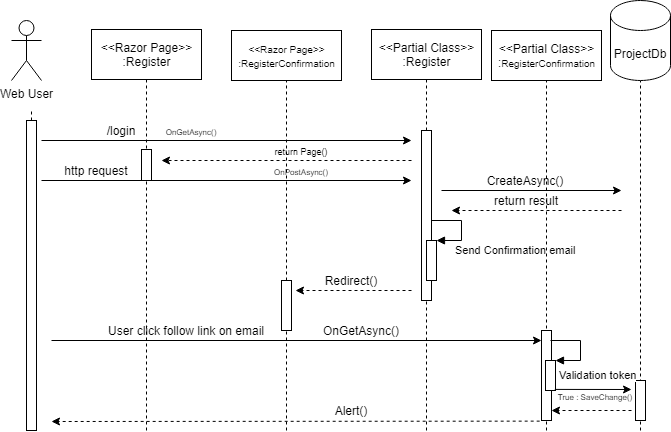 <<Razor Page>>
:Register
<<Razor Page>>
:RegisterConfirmation
<<Partial Class>>
:Register
<<Partial Class>>
:RegisterConfirmation
ProjectDb
Web User
/login
OnGetAsync()
return Page()
http request
OnPostAsync()
CreateAsync()
return result
Send Confirmation email
Redirect()
User click follow link on email
OnGetAsync()
Validation token
True : SaveChange()
Alert()